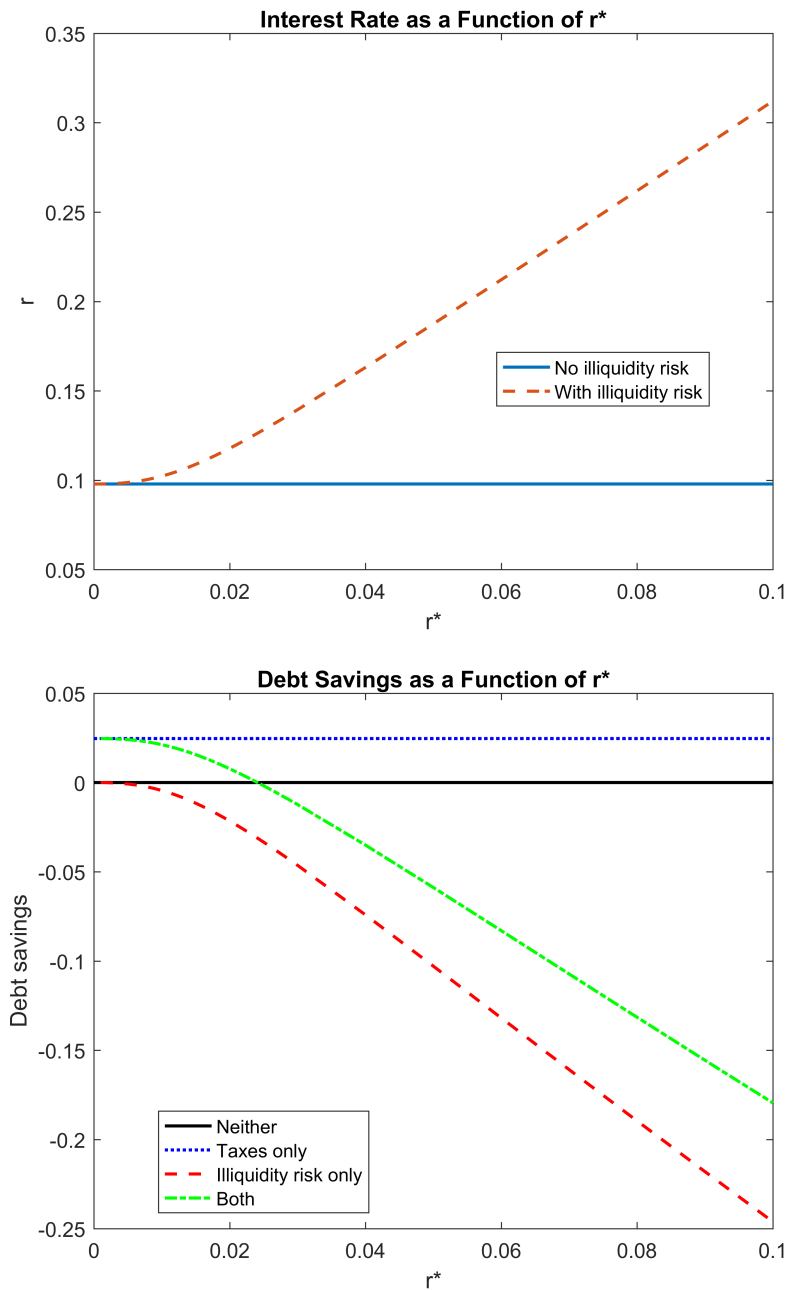 Interest Rate as a Function of r*
0.35
0.3
0.25
0.2
0.15
0.1
0.05
r
No illiquidity risk
With illiquidity risk
0 0.02 0.04 0.06 0.08 0.1
r*
Debt Savings as a Function of r*
0.05
0
-0.05
-0.1
-0.15
-0.2
-0.25
Debt savings
Neither
Taxes only
Illiquidity risk only
Both
0 0.02 0.04 0.06 0.08 0.1
r*